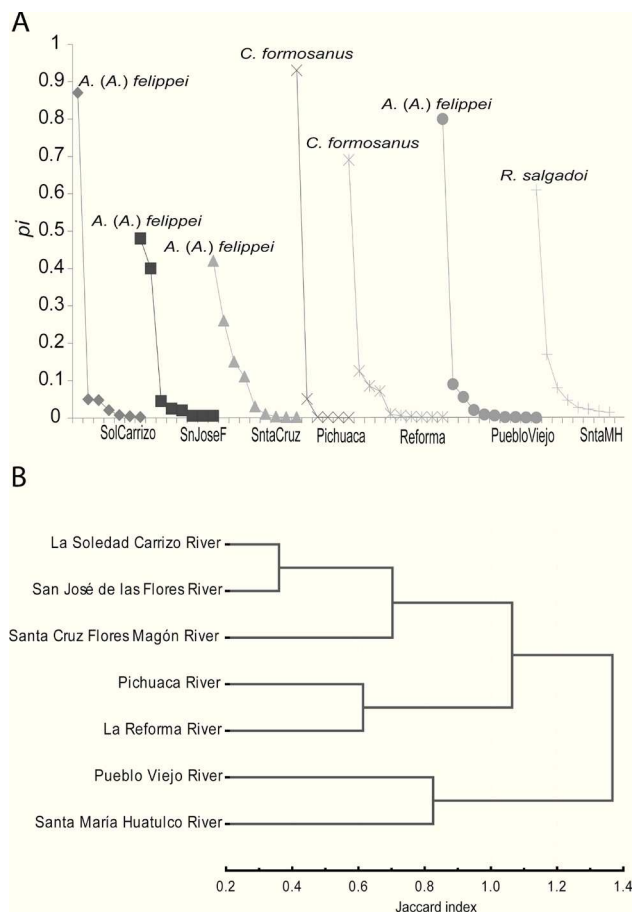 A
1
0.9
0.8
0.7
0.6
0.5
0.4
0.3
0.2
0.1
0
pi
A. (A.) felippei
A. (A.) felippei
A. (A.) felippei
C. formosanus
C. formosanus
A. (A.) felippei
R. salgadoi
SolCarrizo SnJoseF SntaCruz Pichuaca Reforma PuebloViejo SntaMH
B
La Soledad Carrizo River
San José de las Flores River
Santa Cruz Flores Magón River
Pichuaca River
La Reforma River
Pueblo Viejo River
Santa María Huatulco River
0.2 0.4 0.6 0.8 1.0 1.2 1.4
Jaccard index